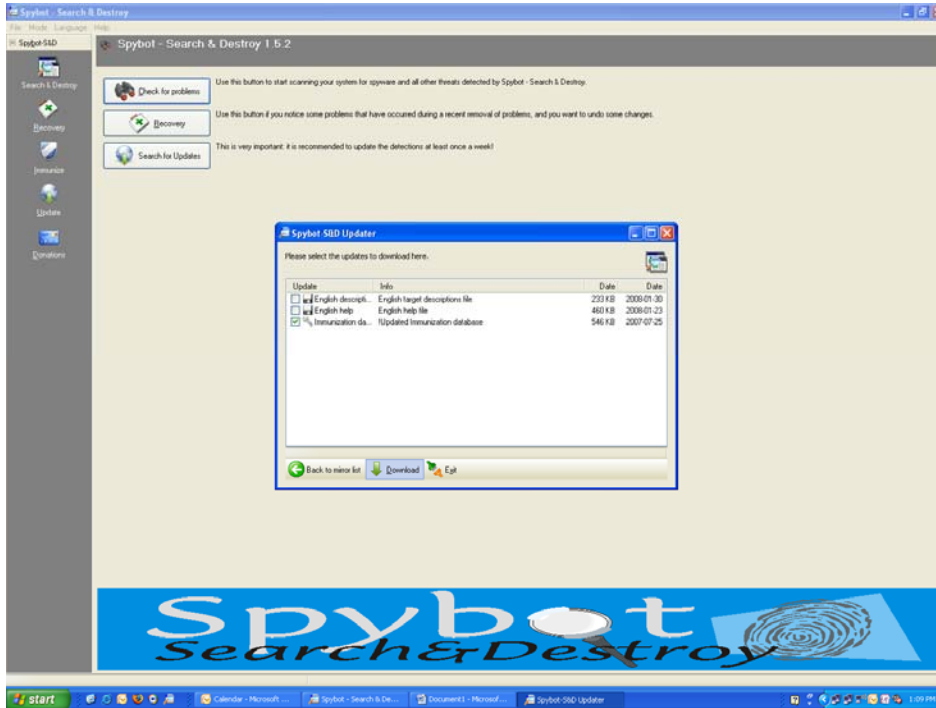 Spybot - Search & Destroy
File Mode Language Help
Spybot-S&D
Spybot - Search & Destroy 1.5.2
Search & Destroy
Recovery
Immunize
Update
Donations
Check for problems
Use this button to start scanning your system for spyware and all other threats detected by Spybot - Search & Destroy.
Recovery
Use this button if you notice some problems that have occured during a recent removal of problems, and you want to undo some changes.
Search for Updates
This is very important: it is recommended to update the detections at least once a week!
Spybot-S&D Updater
Please select the updates to download here.
Update Info Date Date
English descripti... English target descriptions file 233 KB 2008-01-30
English help English help file 460 KB 2008-01-23
Immunization da... !Updated Immunization database 546 KB 2007-07-25
Back to mirror list Download Exit
Spybot
Search&Destroy
start
Calendar - Microsoft ...
Spybot - Search & De...
Document1 - Microsof...
Spybot-S&D Updater
1:09 PM